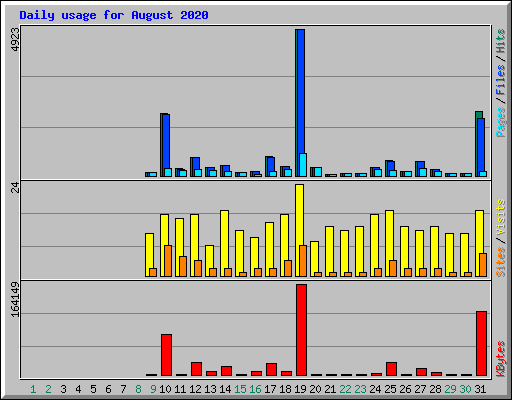 Daily usage for August 2020
4923
Pages / Files / Hits
24
Sites / Visits
164149
KBytes
1 2 3 4 5 6 7 8 9 10 11 12 13 14 15 16 17 18 19 20 21 22 23 24 25 26 27 28 29 30 31